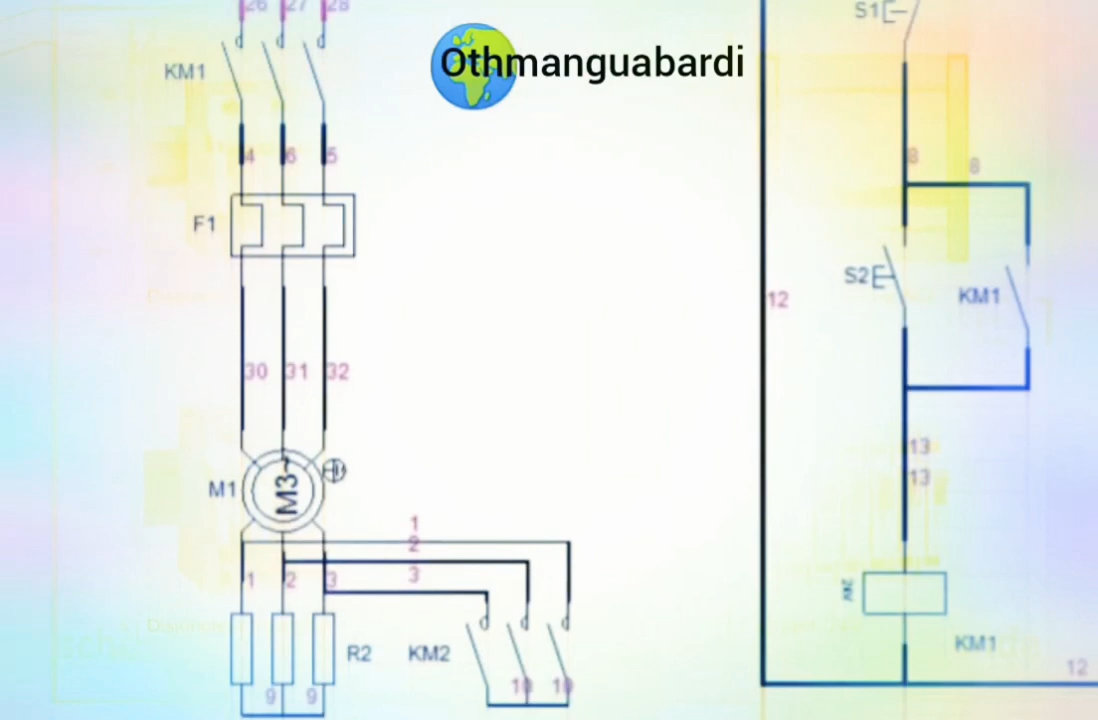 26 27 28
S1
KM1
Othmanguabardi
4 6 5
8 8
F1
S2
KM1
12
30 31 32
13
13
M1
M3~
1
2
3
1 2 3
24V
R2
KM2
KM1
12
9 9
10 10